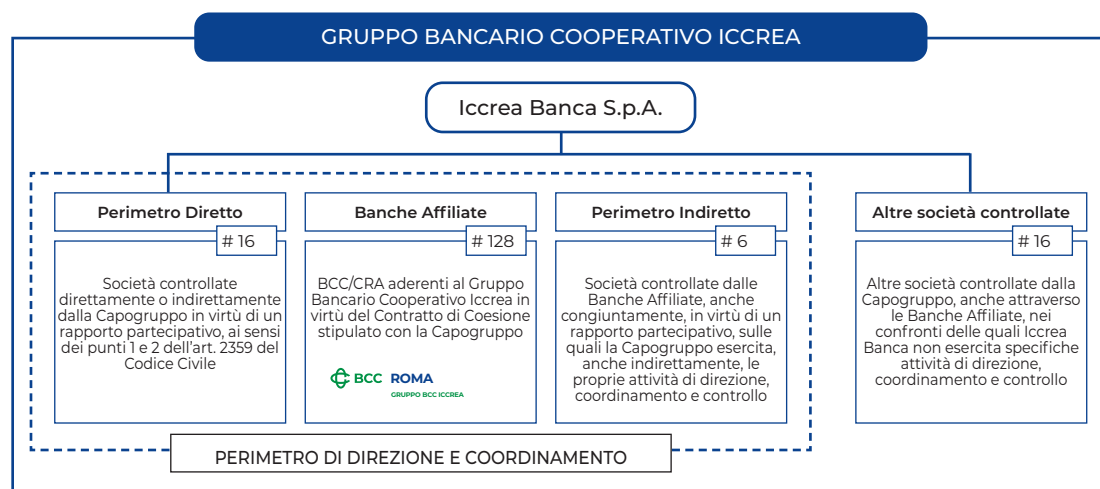 GRUPPO BANCARIO COOPERATIVO ICCREA
Iccrea Banca S.p.A.
Perimetro Diretto
# 16
Società controllate
direttamente o indirettamente
dalla Capogruppo in virtù di un
rapporto partecipativo, ai sensi
dei punti 1 e 2 dell'art. 2359 del
Codice Civile
Banche Affiliate
# 128
BCC/CRA aderenti al Gruppo
Bancario Cooperativo Iccrea in
virtù del Contratto di Coesione
stipulato con la Capogruppo
BCC ROMA
GRUPPO BCC ICCREA
Perimetro Indiretto
# 6
Società controllate dalle
Banche Affiliate, anche
congiuntamente, in virtù di un
rapporto partecipativo, sulle
quali la Capogruppo esercita,
anche indirettamente, le
proprie attività di direzione,
coordinamento e controllo
Altre società controllate
# 16
Altre società controllate dalla
Capogruppo, anche attraverso
le Banche Affiliate, nei
confronti delle quali Iccrea
Banca non esercita specifiche
attività di direzione,
coordinamento e controllo
PERIMETRO DI DIREZIONE E COORDINAMENTO